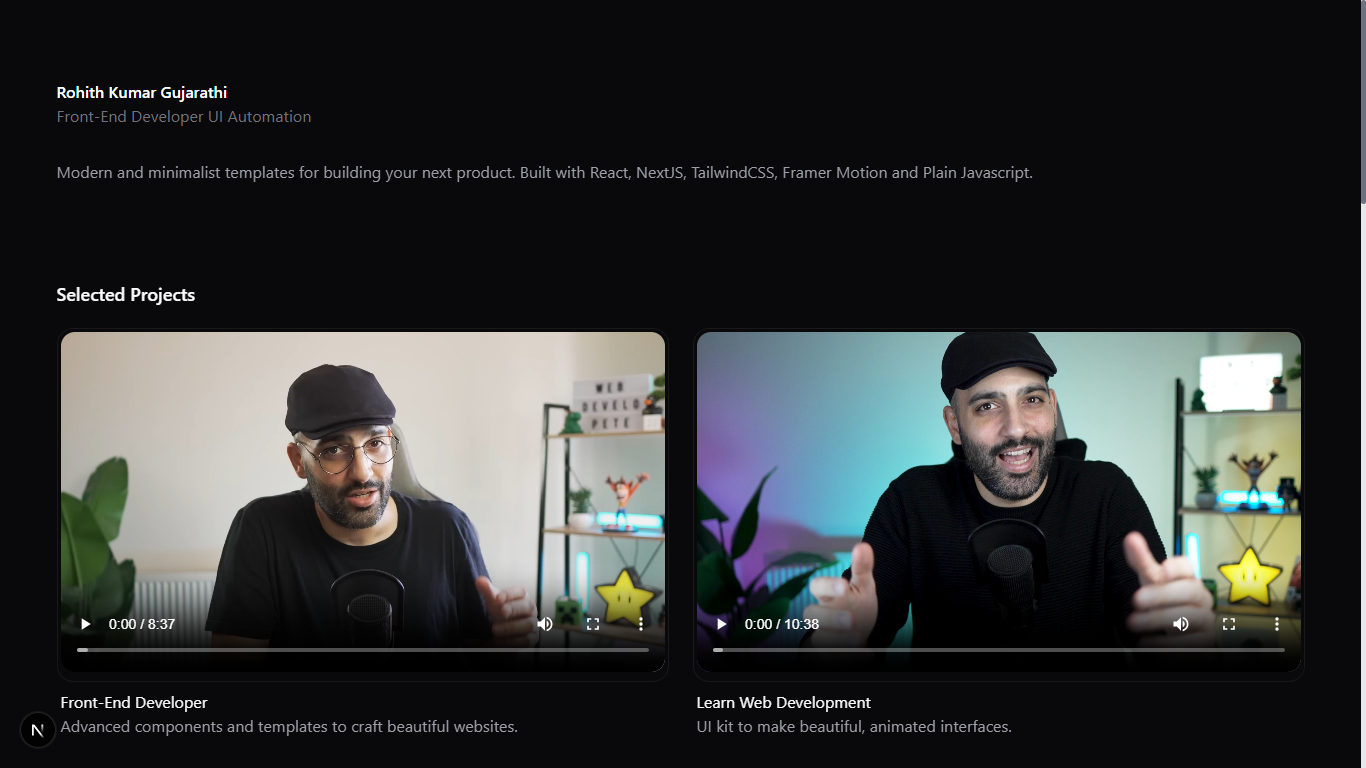 Rohith Kumar Gujarathi
Front-End Developer UI Automation
Modern and minimalist templates for building your next product. Built with React, NextJS, TailwindCSS, Framer Motion and Plain Javascript.
Selected Projects
WEB
DEVELO
PETE
0:00 / 8:37
0:00 / 10:38
Front-End Developer
Learn Web Development
Advanced components and templates to craft beautiful websites.
UI kit to make beautiful, animated interfaces.
N